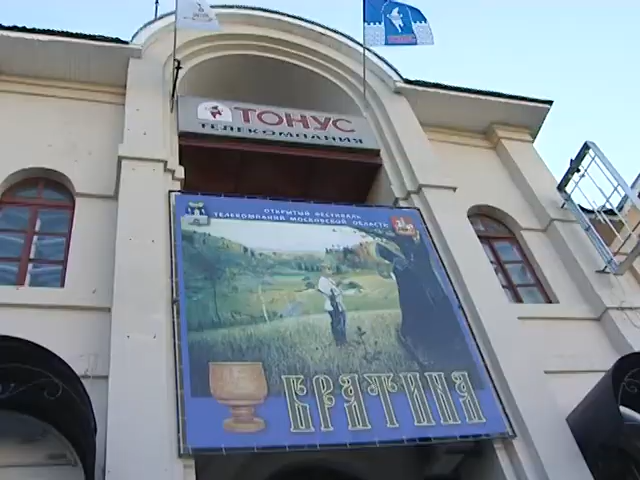 ТОНУС
ТЕЛЕКОМПАНИЯ
ОТКРЫТЫЙ ФЕСТИВАЛЬ
ТЕЛЕКОМПАНИЙ МОСКОВСКОЙ ОБЛАСТИ
БРАТИНА